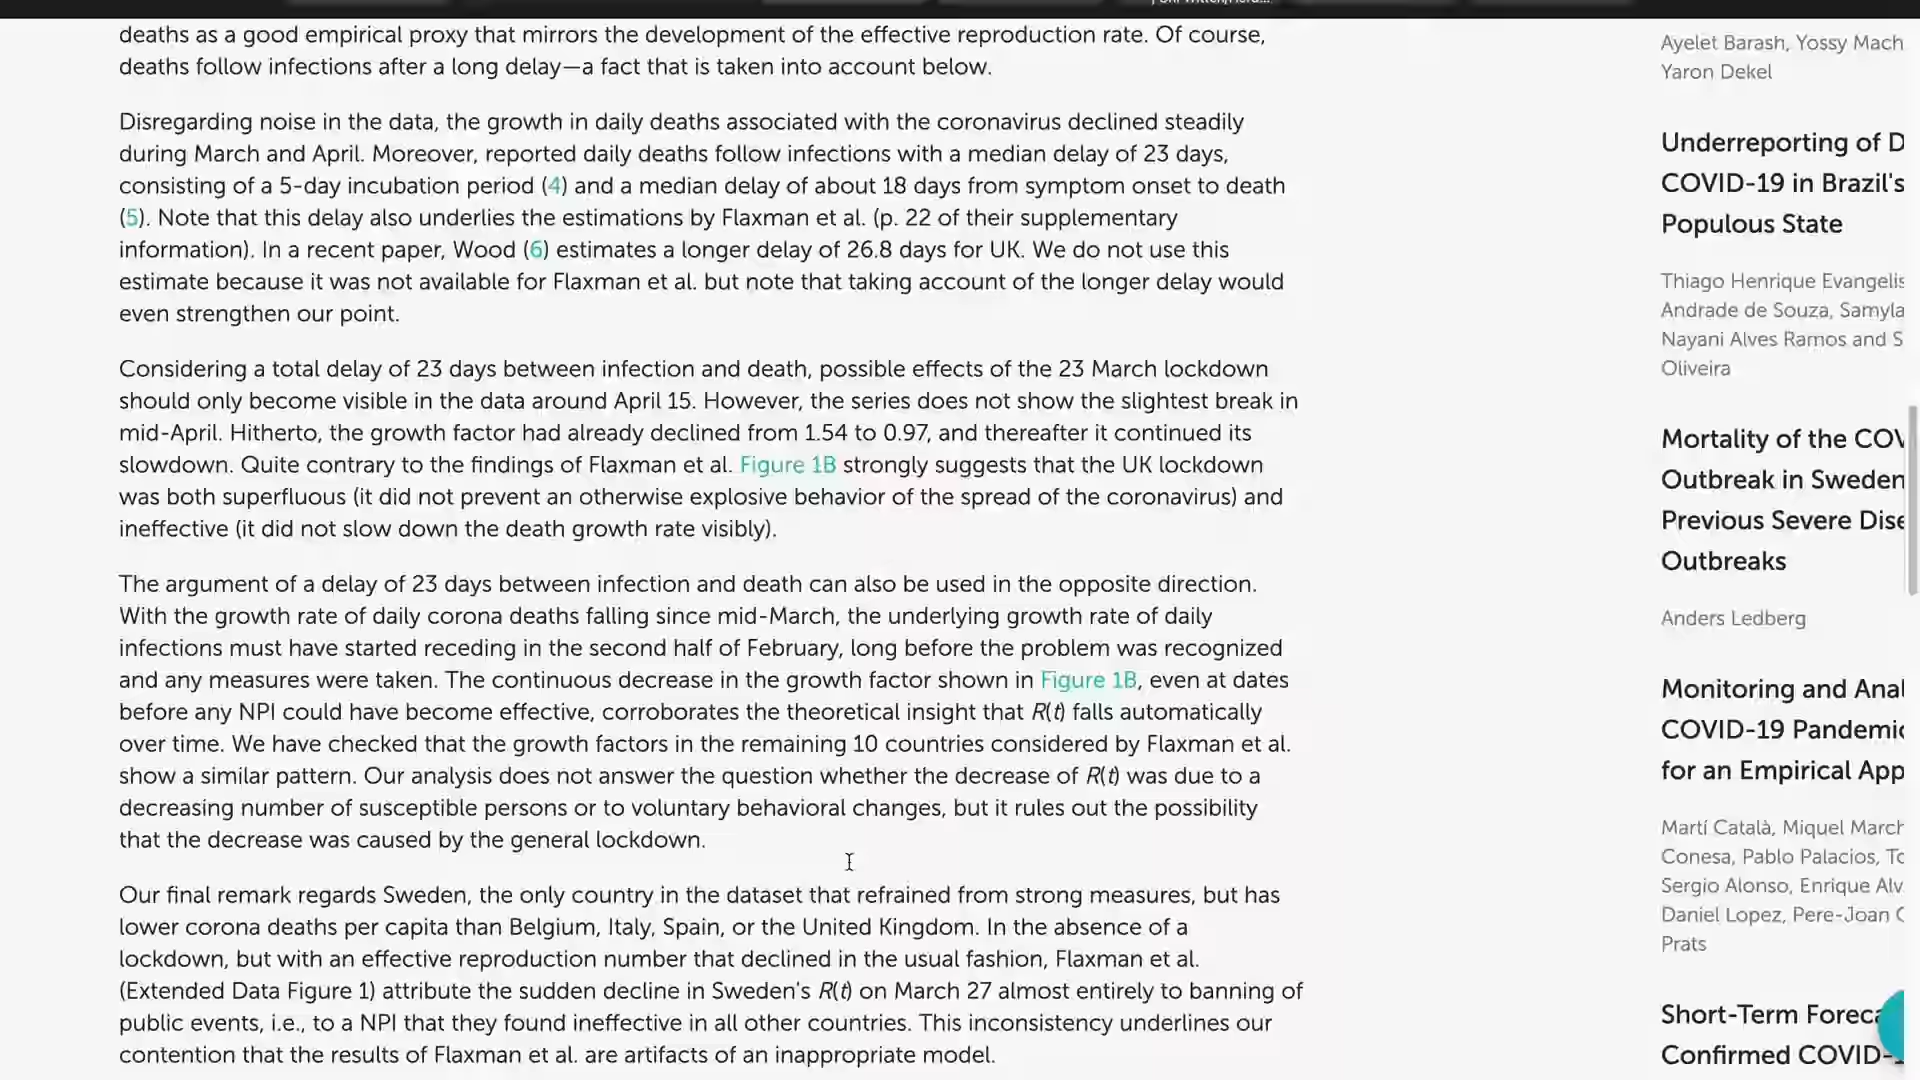 deaths as a good empirical proxy that mirrors the development of the effective reproduction rate. Of course,
deaths follow infections after a long delay—a fact that is taken into account below.
Disregarding noise in the data, the growth in daily deaths associated with the coronavirus declined steadily
during March and April. Moreover, reported daily deaths follow infections with a median delay of 23 days,
consisting of a 5-day incubation period (4) and a median delay of about 18 days from symptom onset to death
(5). Note that this delay also underlies the estimations by Flaxman et al. (p. 22 of their supplementary
information). In a recent paper, Wood (6) estimates a longer delay of 26.8 days for UK. We do not use this
estimate because it was not available for Flaxman et al. but note that taking account of the longer delay would
even strengthen our point.
Considering a total delay of 23 days between infection and death, possible effects of the 23 March lockdown
should only become visible in the data around April 15. However, the series does not show the slightest break in
mid-April. Hitherto, the growth factor had already declined from 1.54 to 0.97, and thereafter it continued its
slowdown. Quite contrary to the findings of Flaxman et al. Figure 1B strongly suggests that the UK lockdown
was both superfluous (it did not prevent an otherwise explosive behavior of the spread of the coronavirus) and
ineffective (it did not slow down the death growth rate visibly).
The argument of a delay of 23 days between infection and death can also be used in the opposite direction.
With the growth rate of daily corona deaths falling since mid-March, the underlying growth rate of daily
infections must have started receding in the second half of February, long before the problem was recognized
and any measures were taken. The continuous decrease in the growth factor shown in Figure 1B, even at dates
before any NPI could have become effective, corroborates the theoretical insight that R(t) falls automatically
over time. We have checked that the growth factors in the remaining 10 countries considered by Flaxman et al.
show a similar pattern. Our analysis does not answer the question whether the decrease of R(t) was due to a
decreasing number of susceptible persons or to voluntary behavioral changes, but it rules out the possibility
that the decrease was caused by the general lockdown.
Our final remark regards Sweden, the only country in the dataset that refrained from strong measures, but has
lower corona deaths per capita than Belgium, Italy, Spain, or the United Kingdom. In the absence of a
lockdown, but with an effective reproduction number that declined in the usual fashion, Flaxman et al.
(Extended Data Figure 1) attribute the sudden decline in Sweden's R(t) on March 27 almost entirely to banning of
public events, i.e., to a NPI that they found ineffective in all other countries. This inconsistency underlines our
contention that the results of Flaxman et al. are artifacts of an inappropriate model.
Ayelet Barash, Yossy Mach
Yaron Dekel
Underreporting of D
COVID-19 in Brazil's
Populous State
Thiago Henrique Evangelis
Andrade de Souza, Samyla
Nayani Alves Ramos and S
Oliveira
Mortality of the COV
Outbreak in Sweden
Previous Severe Dise
Outbreaks
Anders Ledberg
Monitoring and Anal
COVID-19 Pandemic
for an Empirical App
Martí Català, Miquel March
Conesa, Pablo Palacios, To
Sergio Alonso, Enrique Alv
Daniel Lopez, Pere-Joan C
Prats
Short-Term Foreca
Confirmed COVID-1